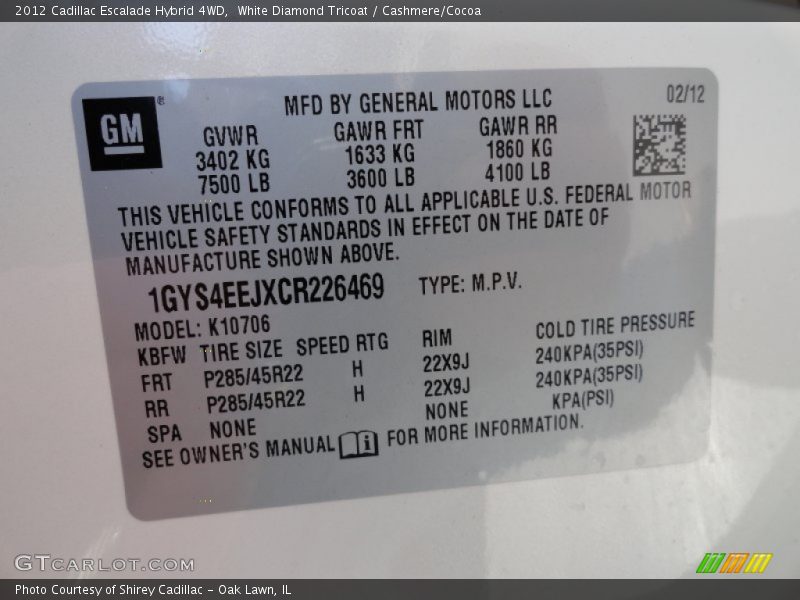 2012 Cadillac Escalade Hybrid 4WD,  White Diamond Tricoat / Cashmere/Cocoa
GM®
MFD BY GENERAL MOTORS LLC
02/12
GVWR GAWR FRT GAWR RR
3402 KG 1633 KG 1860 KG
7500 LB 3600 LB 4100 LB
THIS VEHICLE CONFORMS TO ALL APPLICABLE U.S. FEDERAL MOTOR
VEHICLE SAFETY STANDARDS IN EFFECT ON THE DATE OF
MANUFACTURE SHOWN ABOVE.
1GYS4EEJXCR226469 TYPE: M.P.V.
MODEL: K10706
KBFW TIRE SIZE SPEED RTG RIM COLD TIRE PRESSURE
FRT P285/45R22 H 22X9J 240KPA(35PSI)
RR P285/45R22 H 22X9J 240KPA(35PSI)
SPA NONE NONE KPA(PSI)
SEE OWNER'S MANUAL i FOR MORE INFORMATION.
GTCARLOT.COM
Photo Courtesy of Shirey Cadillac - Oak Lawn, IL